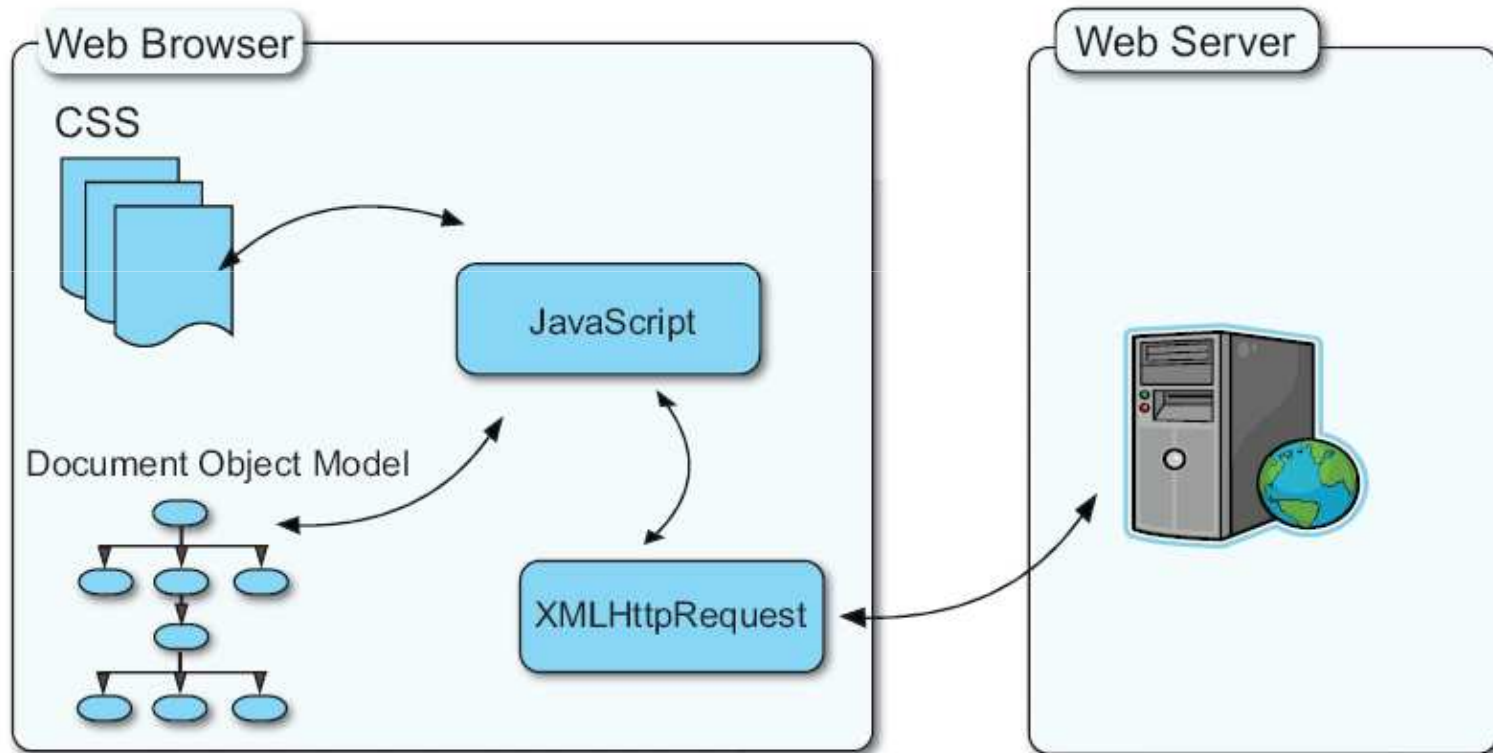 Web Browser
Web Server
CSS
JavaScript
Document Object Model
XMLHttpRequest